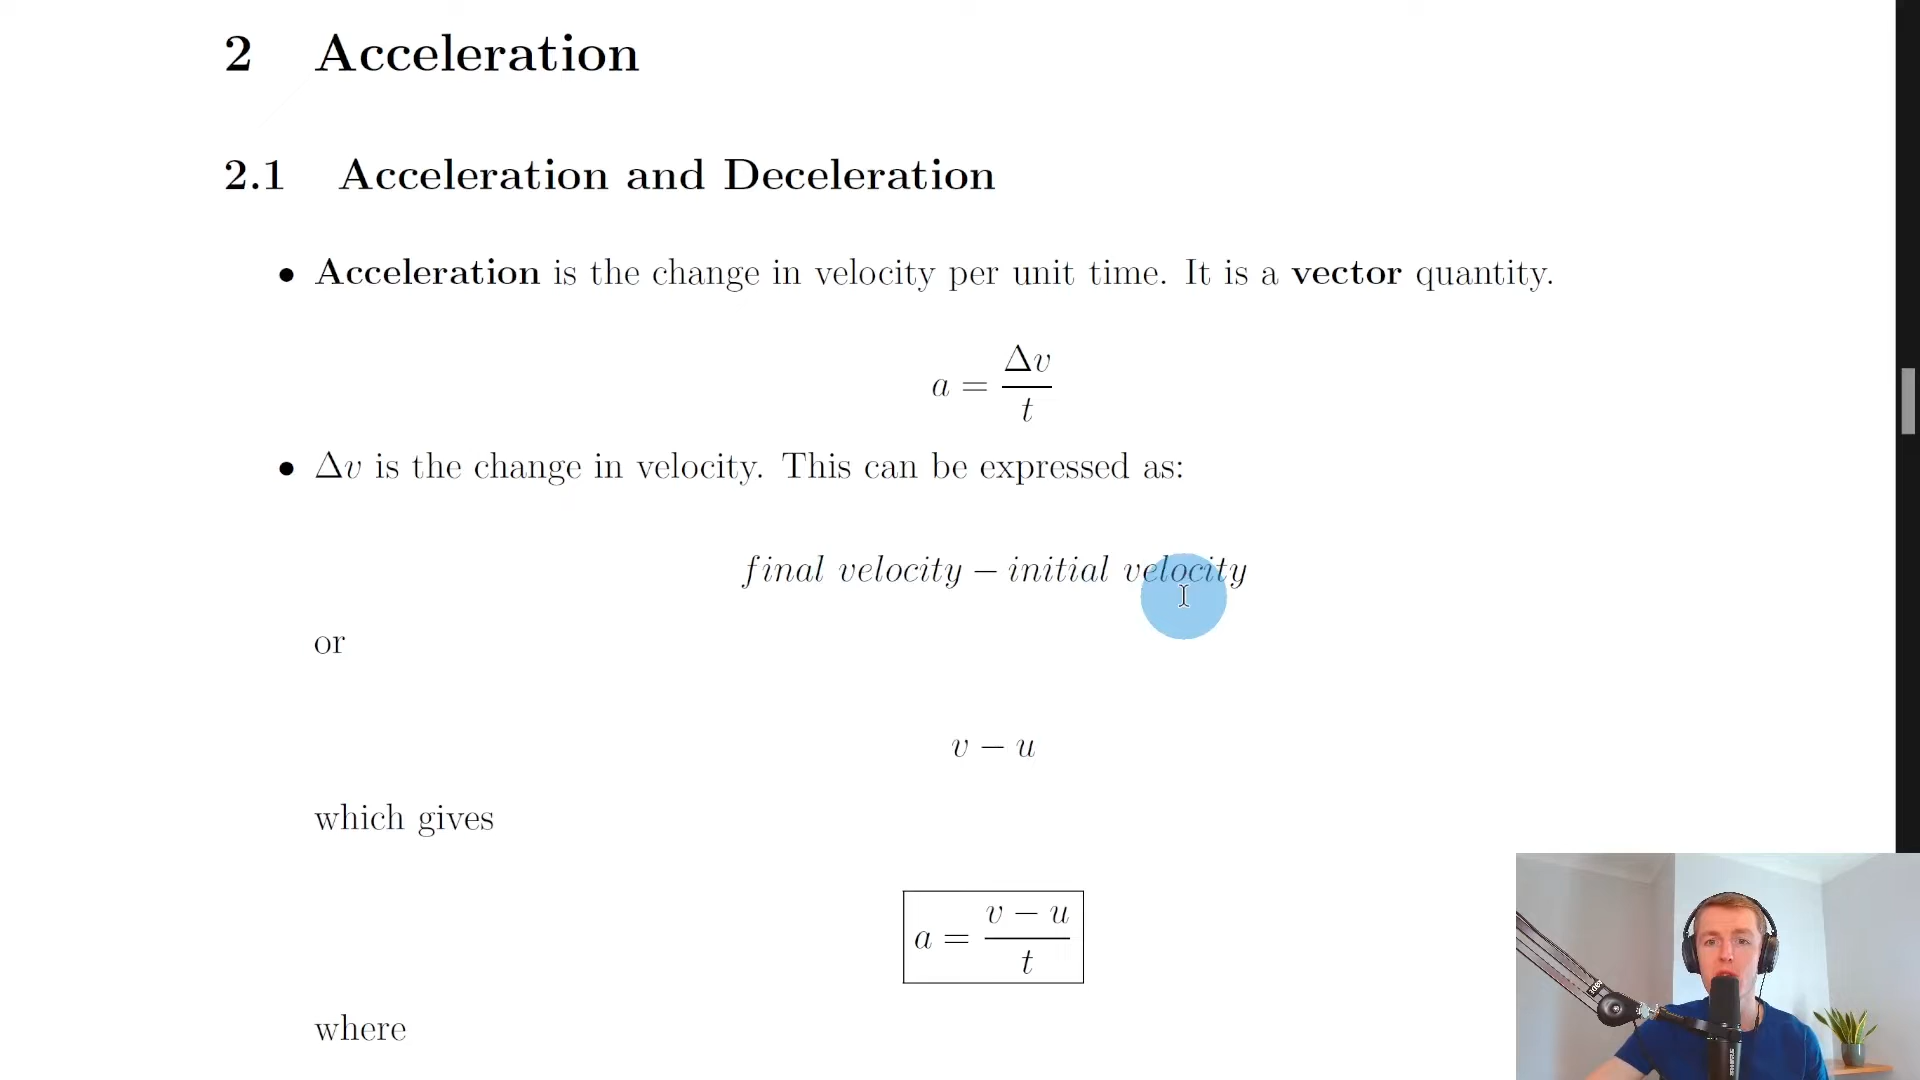 2 Acceleration
2.1 Acceleration and Deceleration
• Acceleration is the change in velocity per unit time. It is a vector quantity.
a = Δv / t
• Δv is the change in velocity. This can be expressed as:
final velocity − initial velocity
or
v − u
which gives
a = v − u / t
where